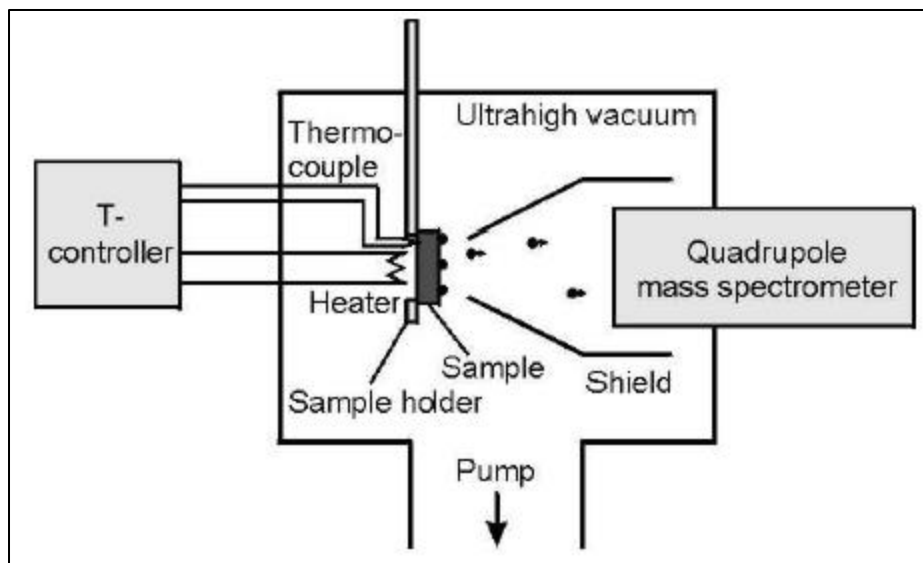 Ultrahigh vacuum
Thermo-
couple
T-
controller
Quadrupole
mass spectrometer
Heater
Sample
Shield
Sample holder
Pump